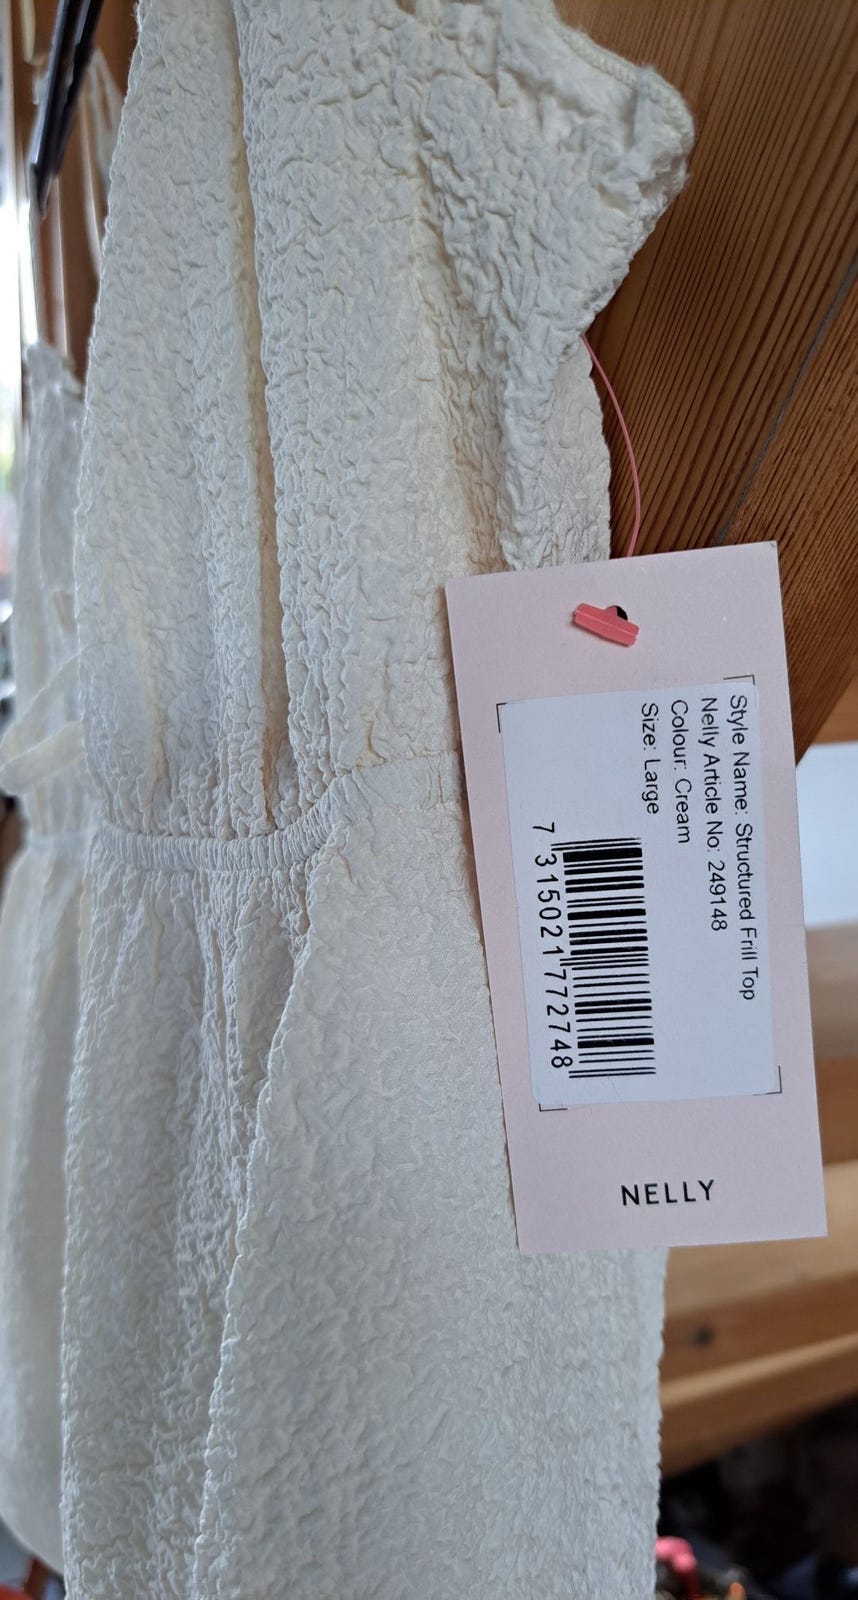 Style Name: Structured Frill Top
Nelly Article No: 249148
Colour: Cream
Size: Large
7 315021 772748
NELLY